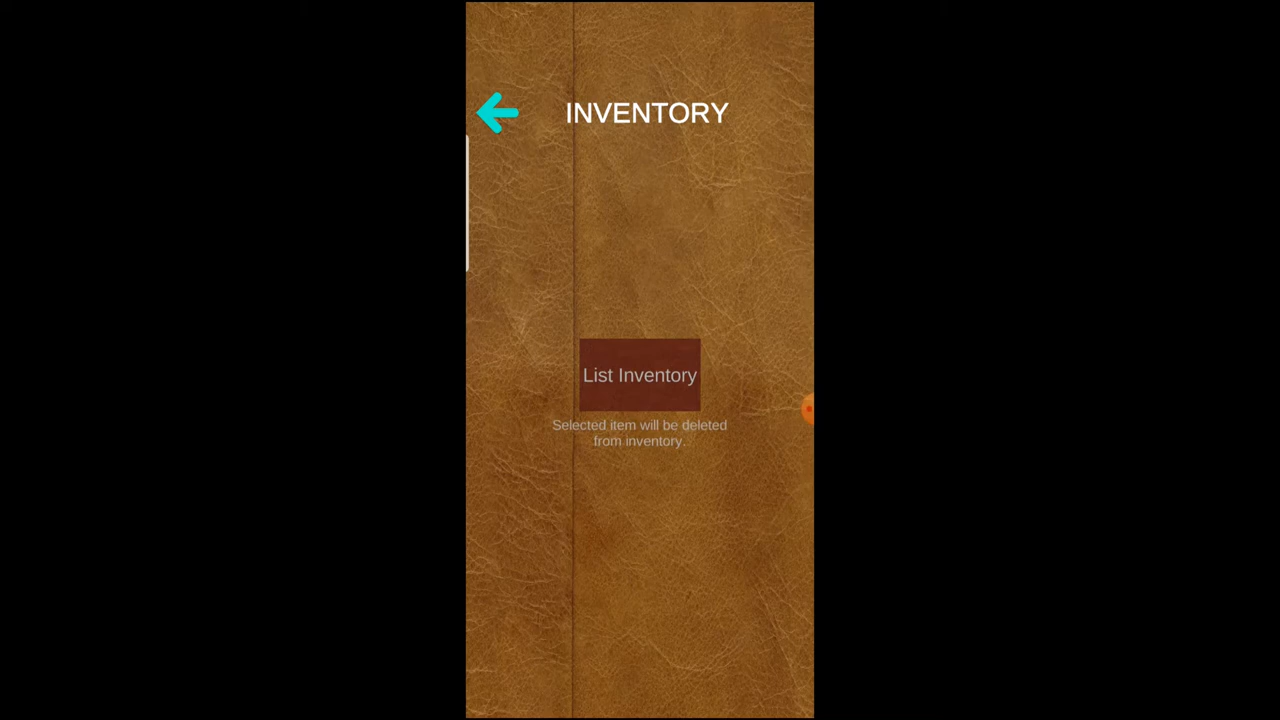 INVENTORY
List Inventory
Selected item will be deleted
from inventory.